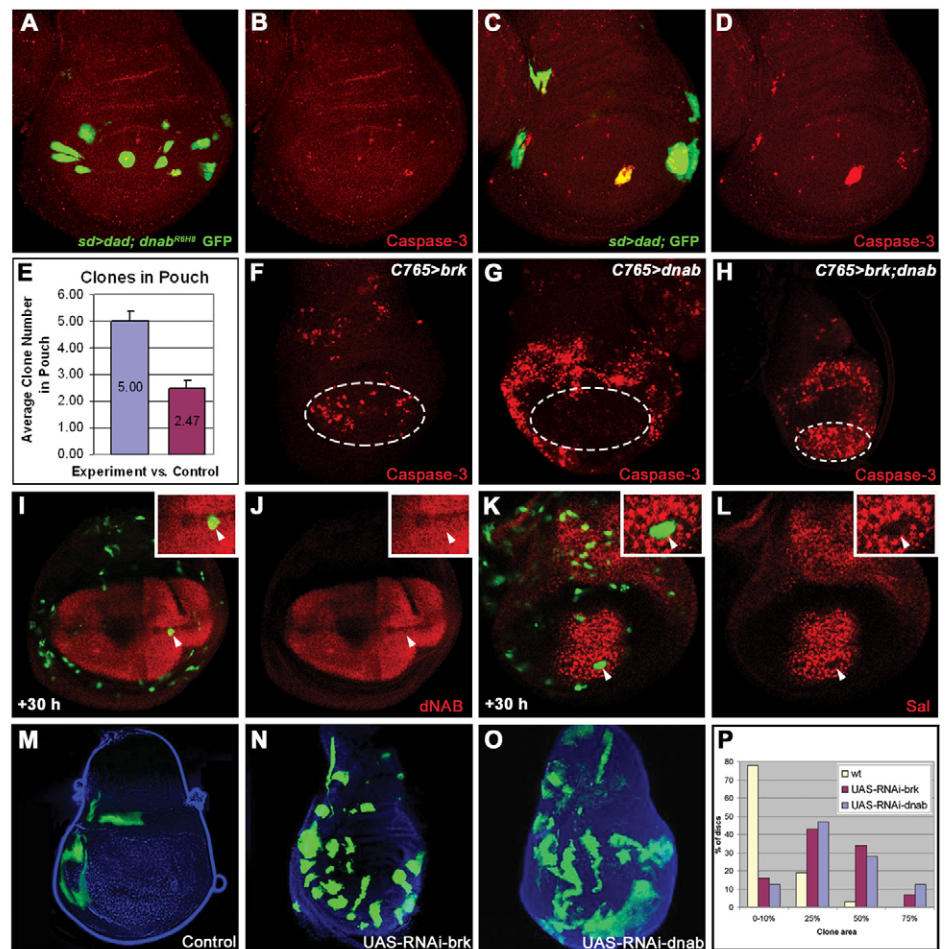 A
sd>dad; dnabR6H8 GFP
B
Caspase-3
C
sd>dad; GFP
D
Caspase-3
E
Clones in Pouch
Average Clone Number
in Pouch
6.00
5.00
4.00
3.00
2.00
1.00
0.00
5.00
2.47
Experiment vs. Control
F
C765>brk
Caspase-3
G
C765>dnab
Caspase-3
H
C765>brk;dnab
Caspase-3
I
+30 h
J
dNAB
K
+30 h
L
Sal
M
Control
N
UAS-RNAi-brk
O
UAS-RNAi-dnab
P
% of discs
80
70
60
50
40
30
20
10
0
wt
UAS-RNAi-brk
UAS-RNAi-dnab
0-10%
25%
50%
75%
Clone area